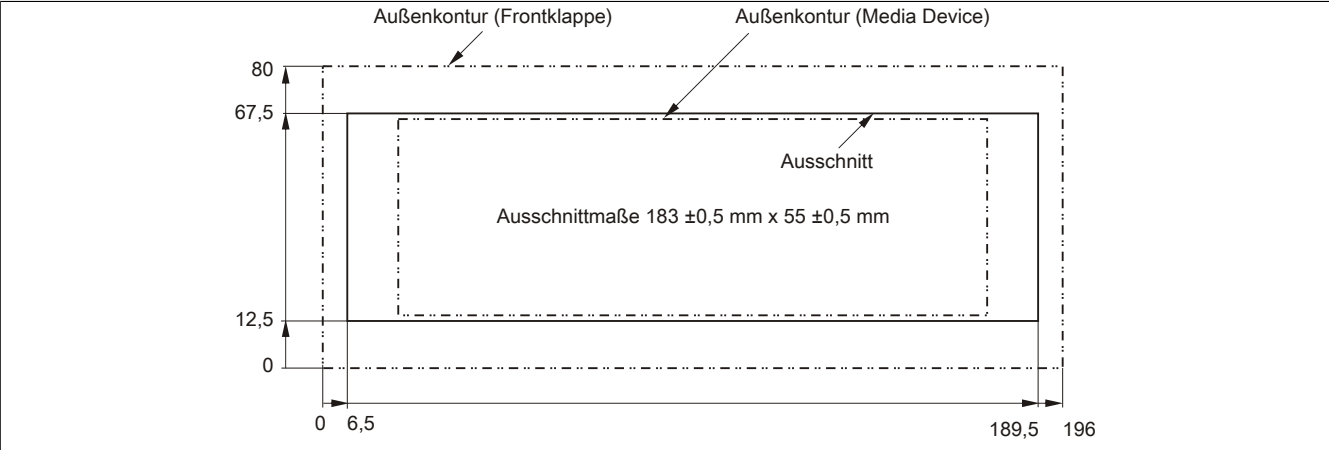 Außenkontur (Frontklappe)
Außenkontur (Media Device)
80
67,5
Ausschnitt
Ausschnittmaße 183 ±0,5 mm x 55 ±0,5 mm
12,5
0
0
6,5
189,5
196